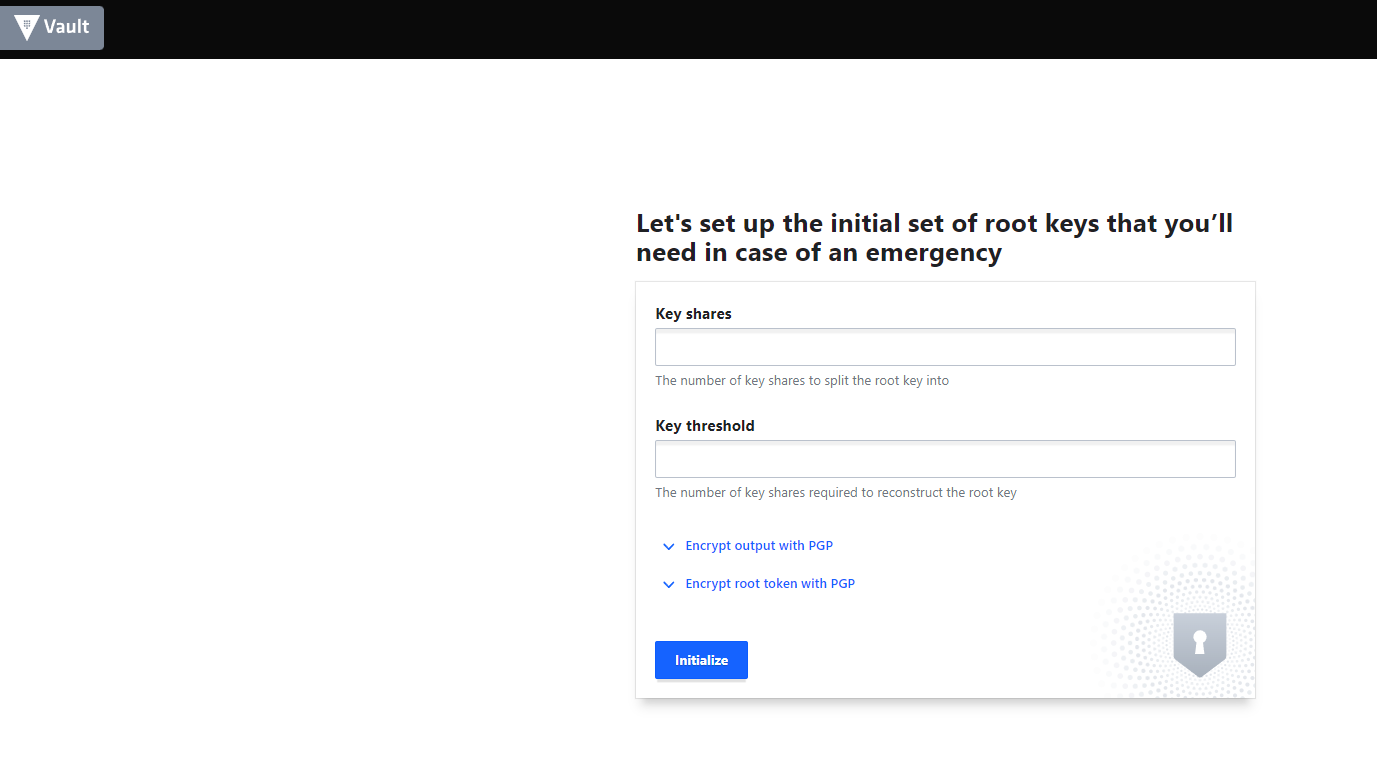 Vault
Let's set up the initial set of root keys that you’ll
need in case of an emergency
Key shares
The number of key shares to split the root key into
Key threshold
The number of key shares required to reconstruct the root key
Encrypt output with PGP
Encrypt root token with PGP
Initialize